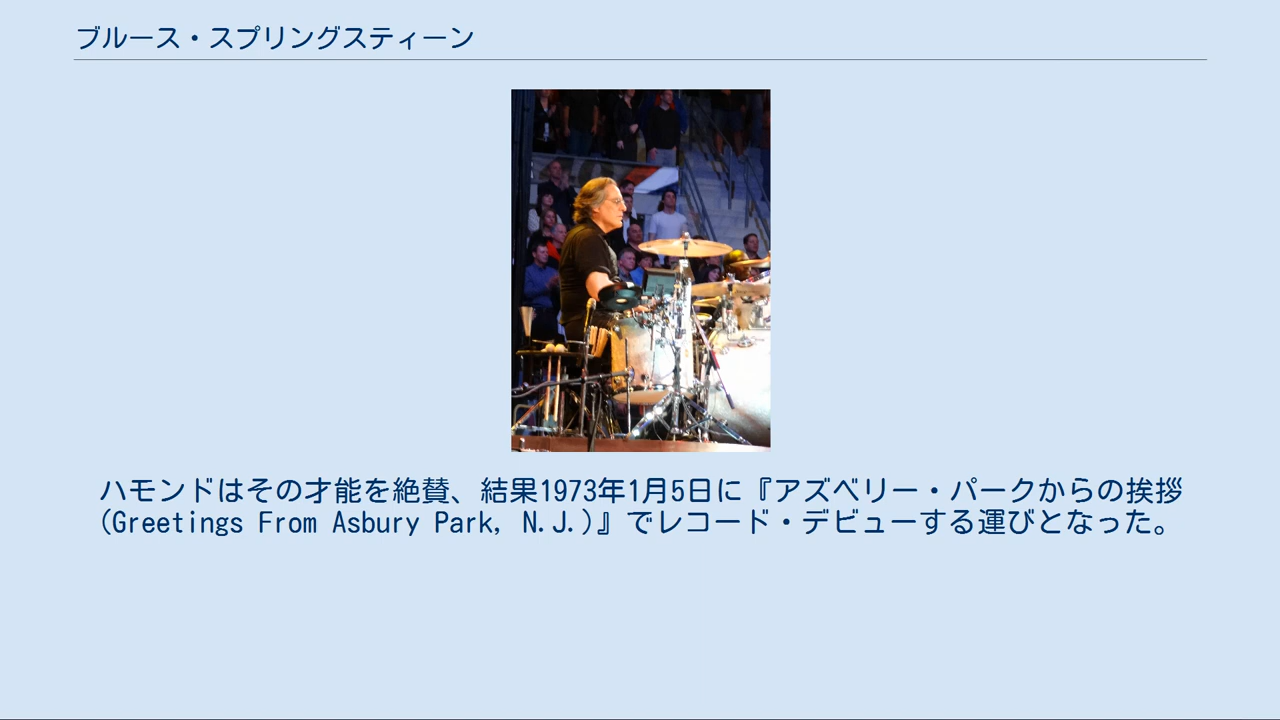 ブルース・スプリングスティーン
ハモンドはその才能を絶賛、結果1973年1月5日に『アズベリー・パークからの挨拶
(Greetings From Asbury Park, N.J.)』でレコード・デビューする運びとなった。